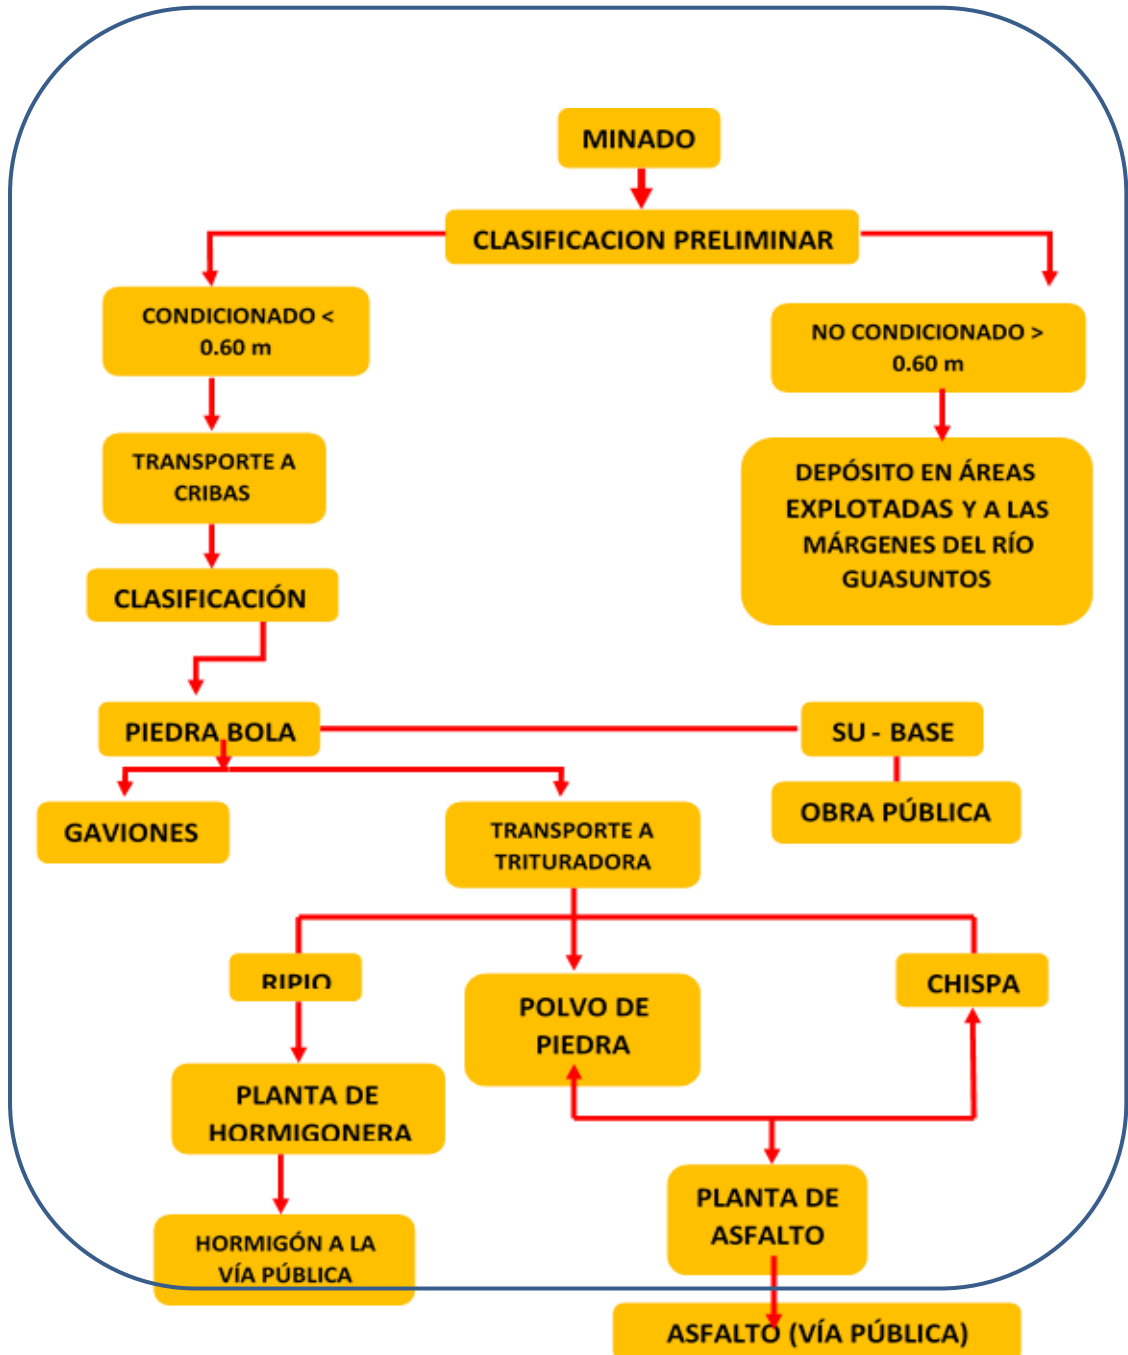 MINADO
CLASIFICACION PRELIMINAR
CONDICIONADO <
0.60 m
NO CONDICIONADO >
0.60 m
TRANSPORTE A
CRIBAS
DEPÓSITO EN ÁREAS
EXPLOTADAS Y A LAS
MÁRGENES DEL RÍO
GUASUNTOS
CLASIFICACIÓN
PIEDRA BOLA
SU - BASE
GAVIONES
TRANSPORTE A
TRITURADORA
OBRA PÚBLICA
RIPIO
POLVO DE
PIEDRA
CHISPA
PLANTA DE
HORMIGONERA
PLANTA DE
ASFALTO
HORMIGÓN A LA
VÍA PÚBLICA
ASFALTO (VÍA PÚBLICA)